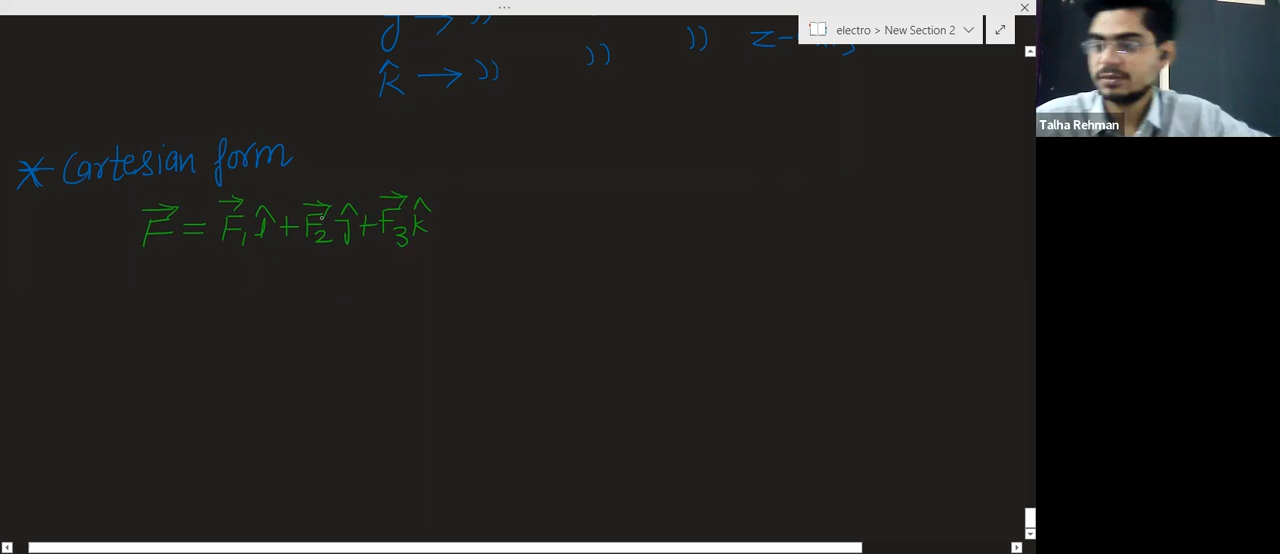 electro > New Section 2
Talha Rehman
ĵ → ))
k̂ → )) )) )) z-
* Cartesian form
F⃗ = F⃗₁ î + F⃗₂ ĵ + F⃗₃ k̂